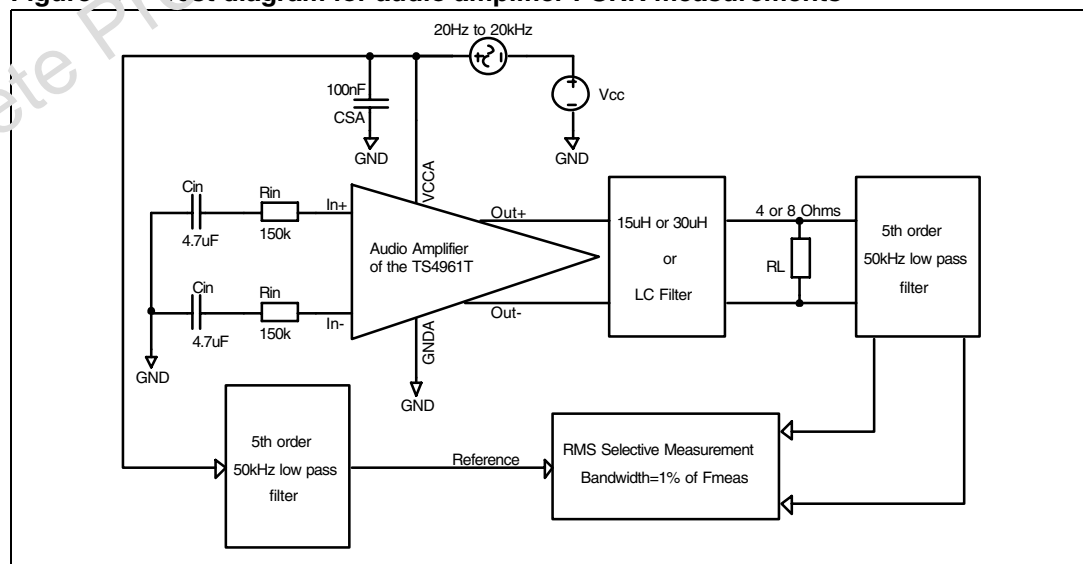 20Hz to 20kHz
100nF
CSA
Vcc
GND
GND
VCCA
Cin
Rin
In+
4.7uF
150k
Out+
15uH or 30uH
or
LC Filter
4 or 8 Ohms
RL
5th order
50kHz low pass
filter
Audio Amplifier
of the TS4961T
Cin
Rin
In-
4.7uF
150k
Out-
GNDA
GND
GND
5th order
50kHz low pass
filter
Reference
RMS Selective Measurement
Bandwidth=1% of Fmeas